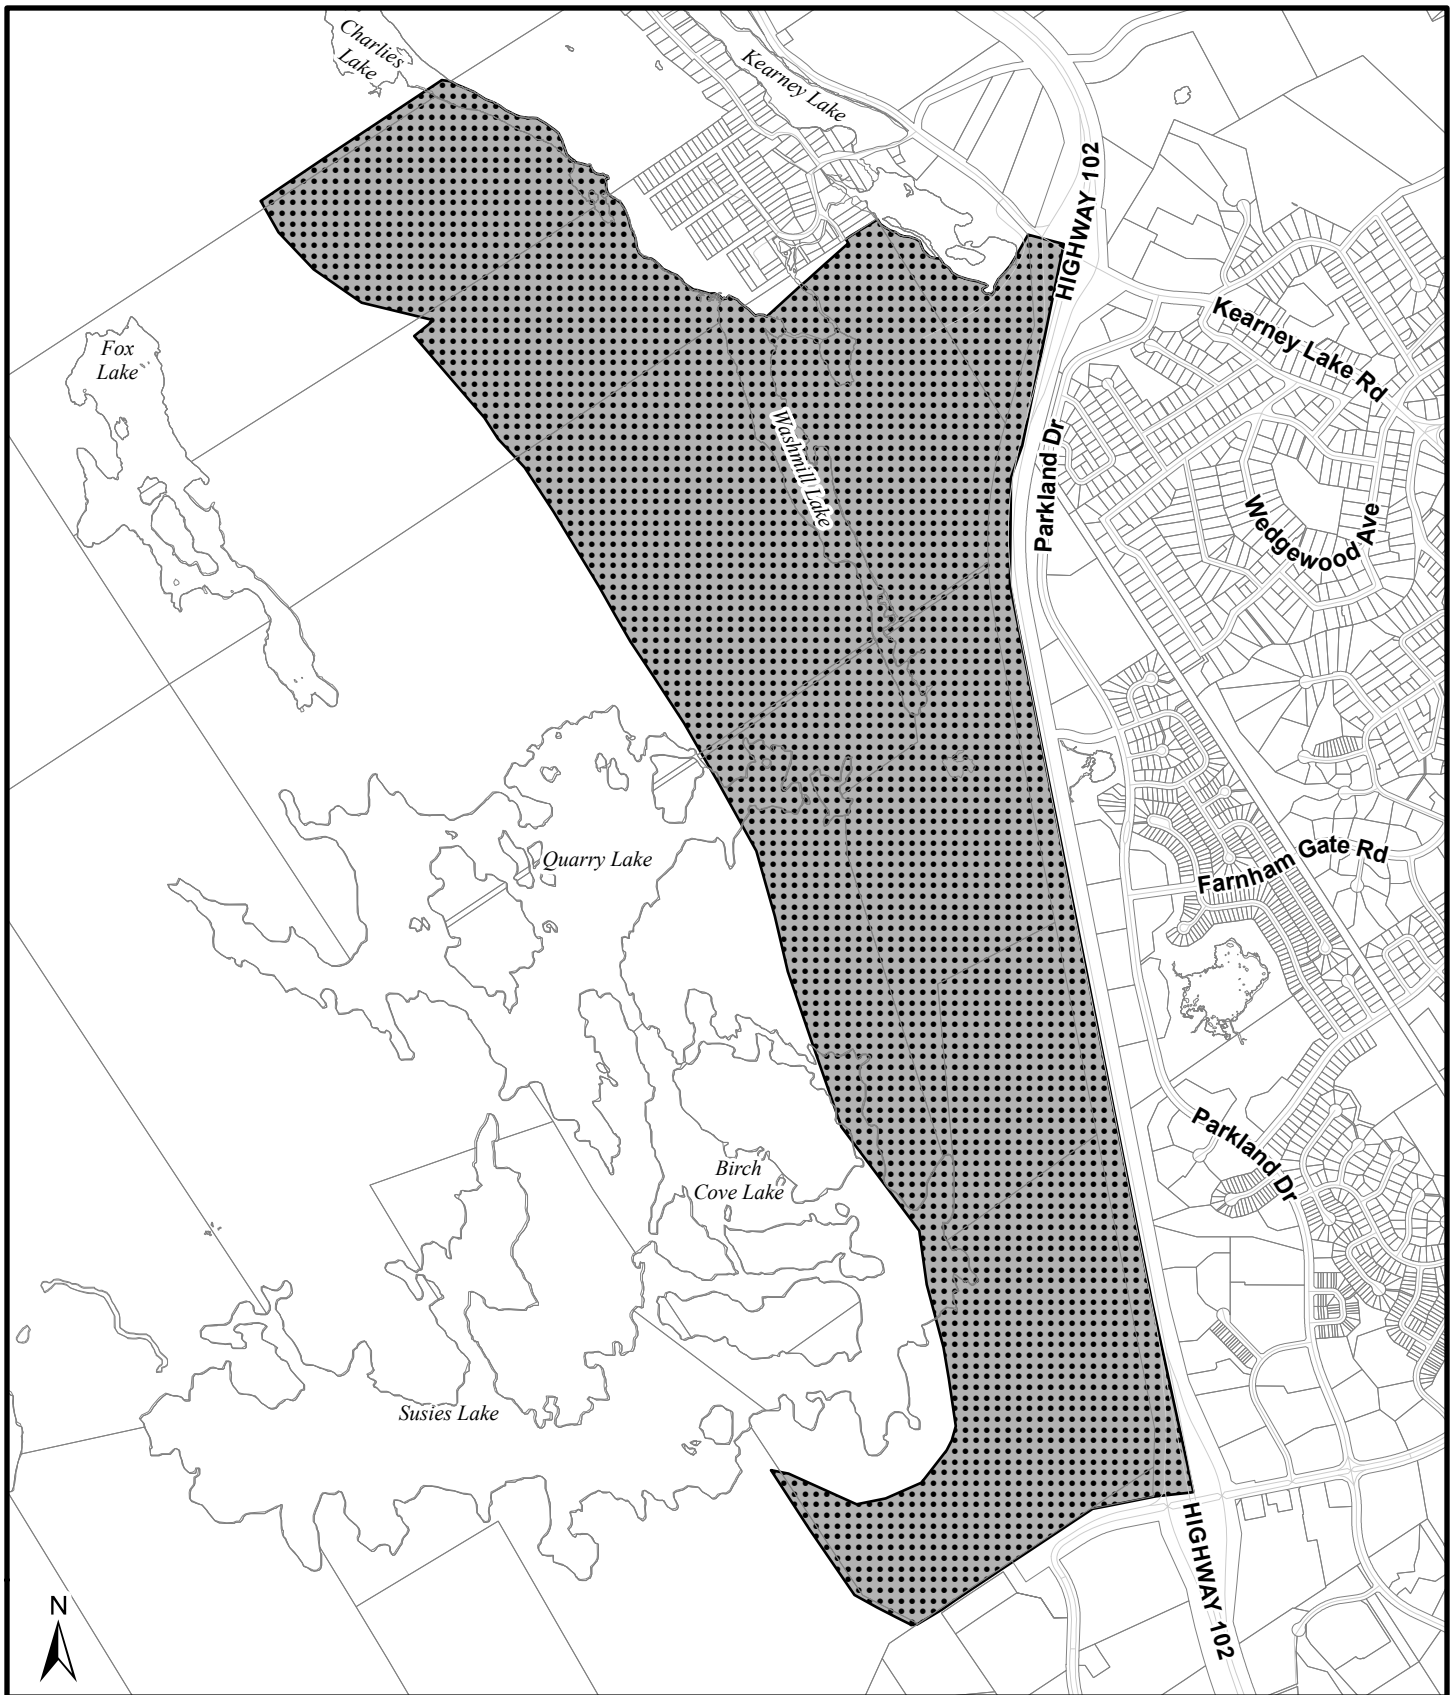 Charlies
Lake
Kearney Lake
HIGHWAY 102
Kearney Lake Rd
Fox
Lake
Parkland Dr
Washmill Lake
Wedgewood Ave
Quarry Lake
Farnham Gate Rd
Parkland Dr
Birch
Cove Lake
Susies Lake
HIGHWAY 102
N